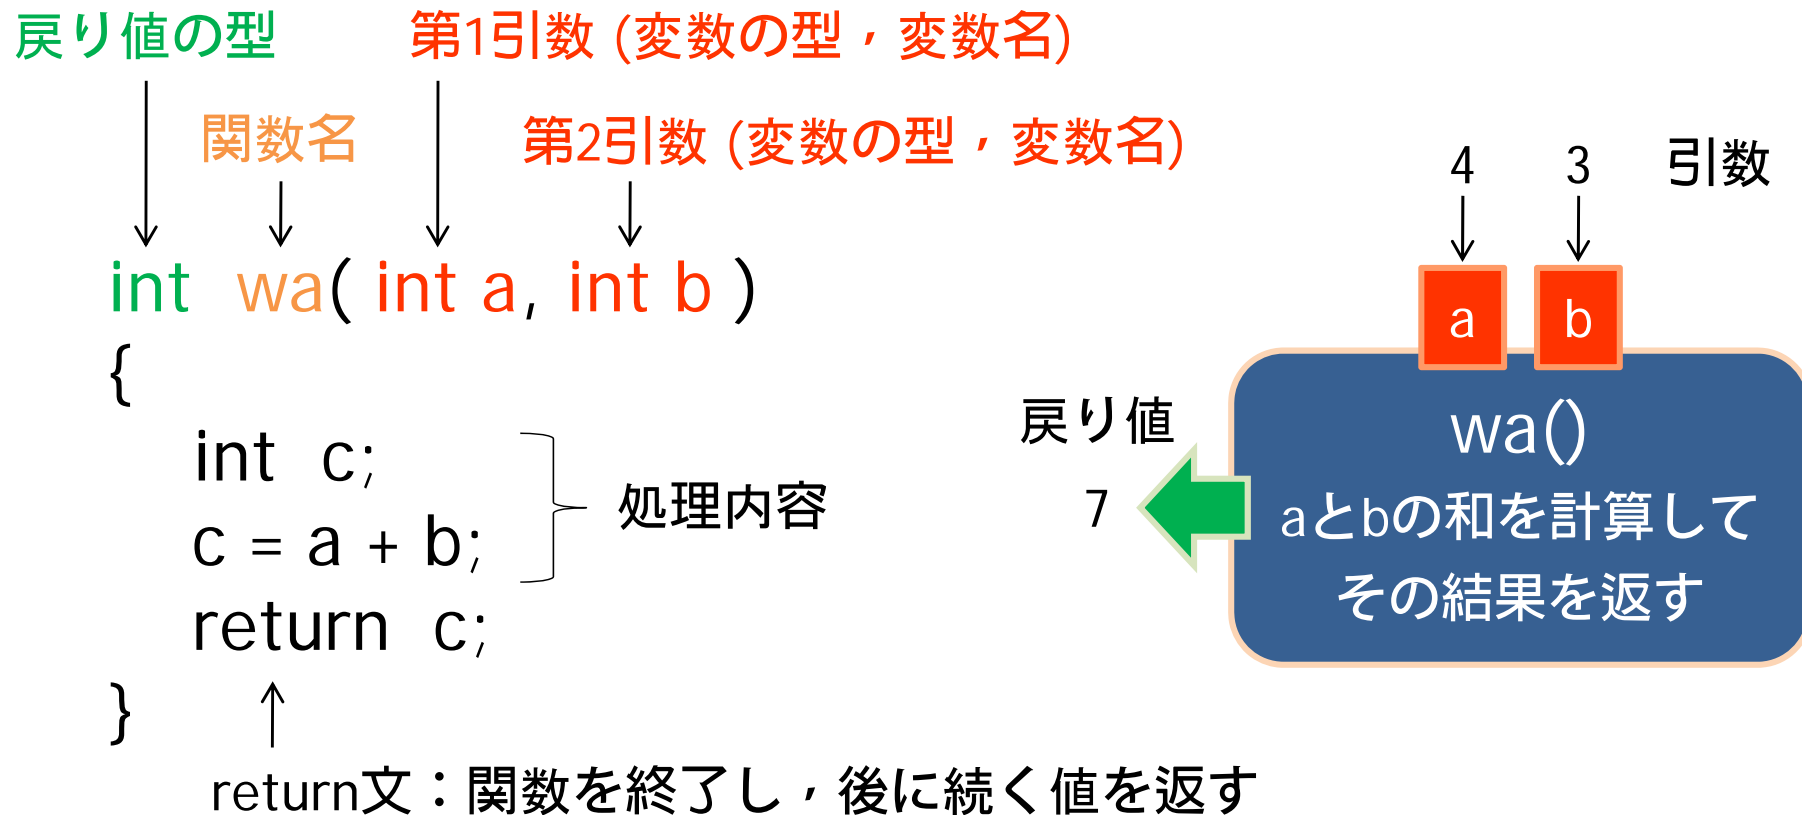 戻り値の型
第1引数 (変数の型，変数名)
関数名
第2引数 (変数の型，変数名)
int wa( int a, int b )
{
int c;
c = a + b;
return c;
}
処理内容
return文：関数を終了し，後に続く値を返す
4 3 引数
a b
戻り値
7
wa()
aとbの和を計算して
その結果を返す